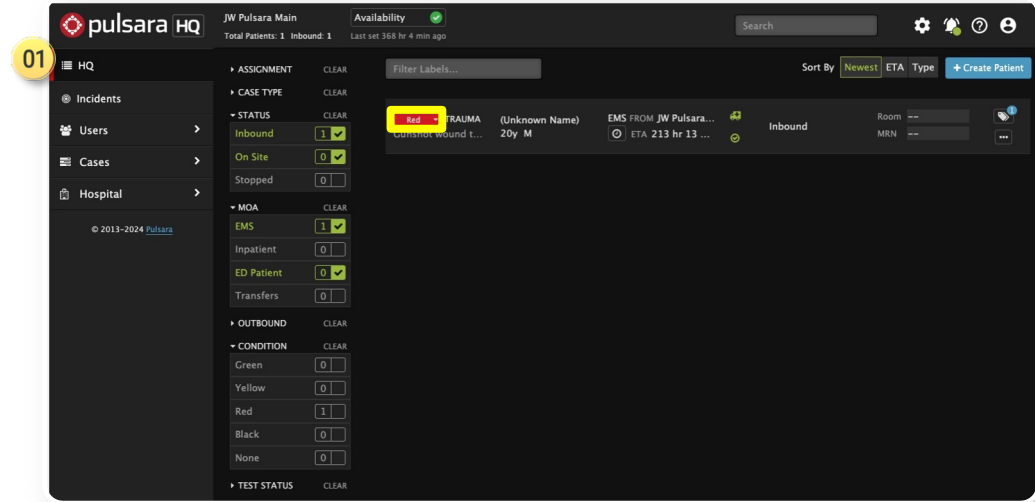 01
pulsara HQ
JW Pulsara Main
Total Patients: 1 Inbound: 1
Availability
Last set 368 hr 4 min ago
Search
HQ
Incidents
Users
Cases
Hospital
© 2013-2024 Pulsara
ASSIGNMENT CLEAR
CASE TYPE CLEAR
STATUS CLEAR
Inbound 1
On Site 0
Stopped 0
MOA CLEAR
EMS 1
Inpatient 0
ED Patient 0
Transfers 0
OUTBOUND CLEAR
CONDITION CLEAR
Green 0
Yellow 0
Red 1
Black 0
None 0
TEST STATUS CLEAR
Filter Labels...
Sort By Newest ETA Type + Create Patient
Red TRAUMA (Unknown Name) EMS FROM JW Pulsara...
Gunshot wound t... 20y M ETA 213 hr 13 ...
Inbound
Room --
MRN --
1